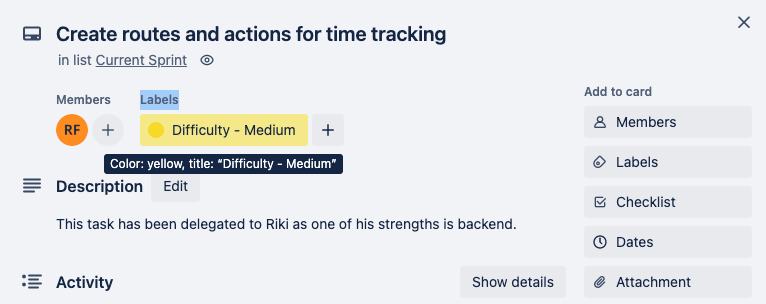 Create routes and actions for time tracking
in list Current Sprint
Members
Labels
RF
Difficulty - Medium
Color: yellow, title: “Difficulty - Medium”
Description
Edit
This task has been delegated to Riki as one of his strengths is backend.
Activity
Show details
Add to card
Members
Labels
Checklist
Dates
Attachment